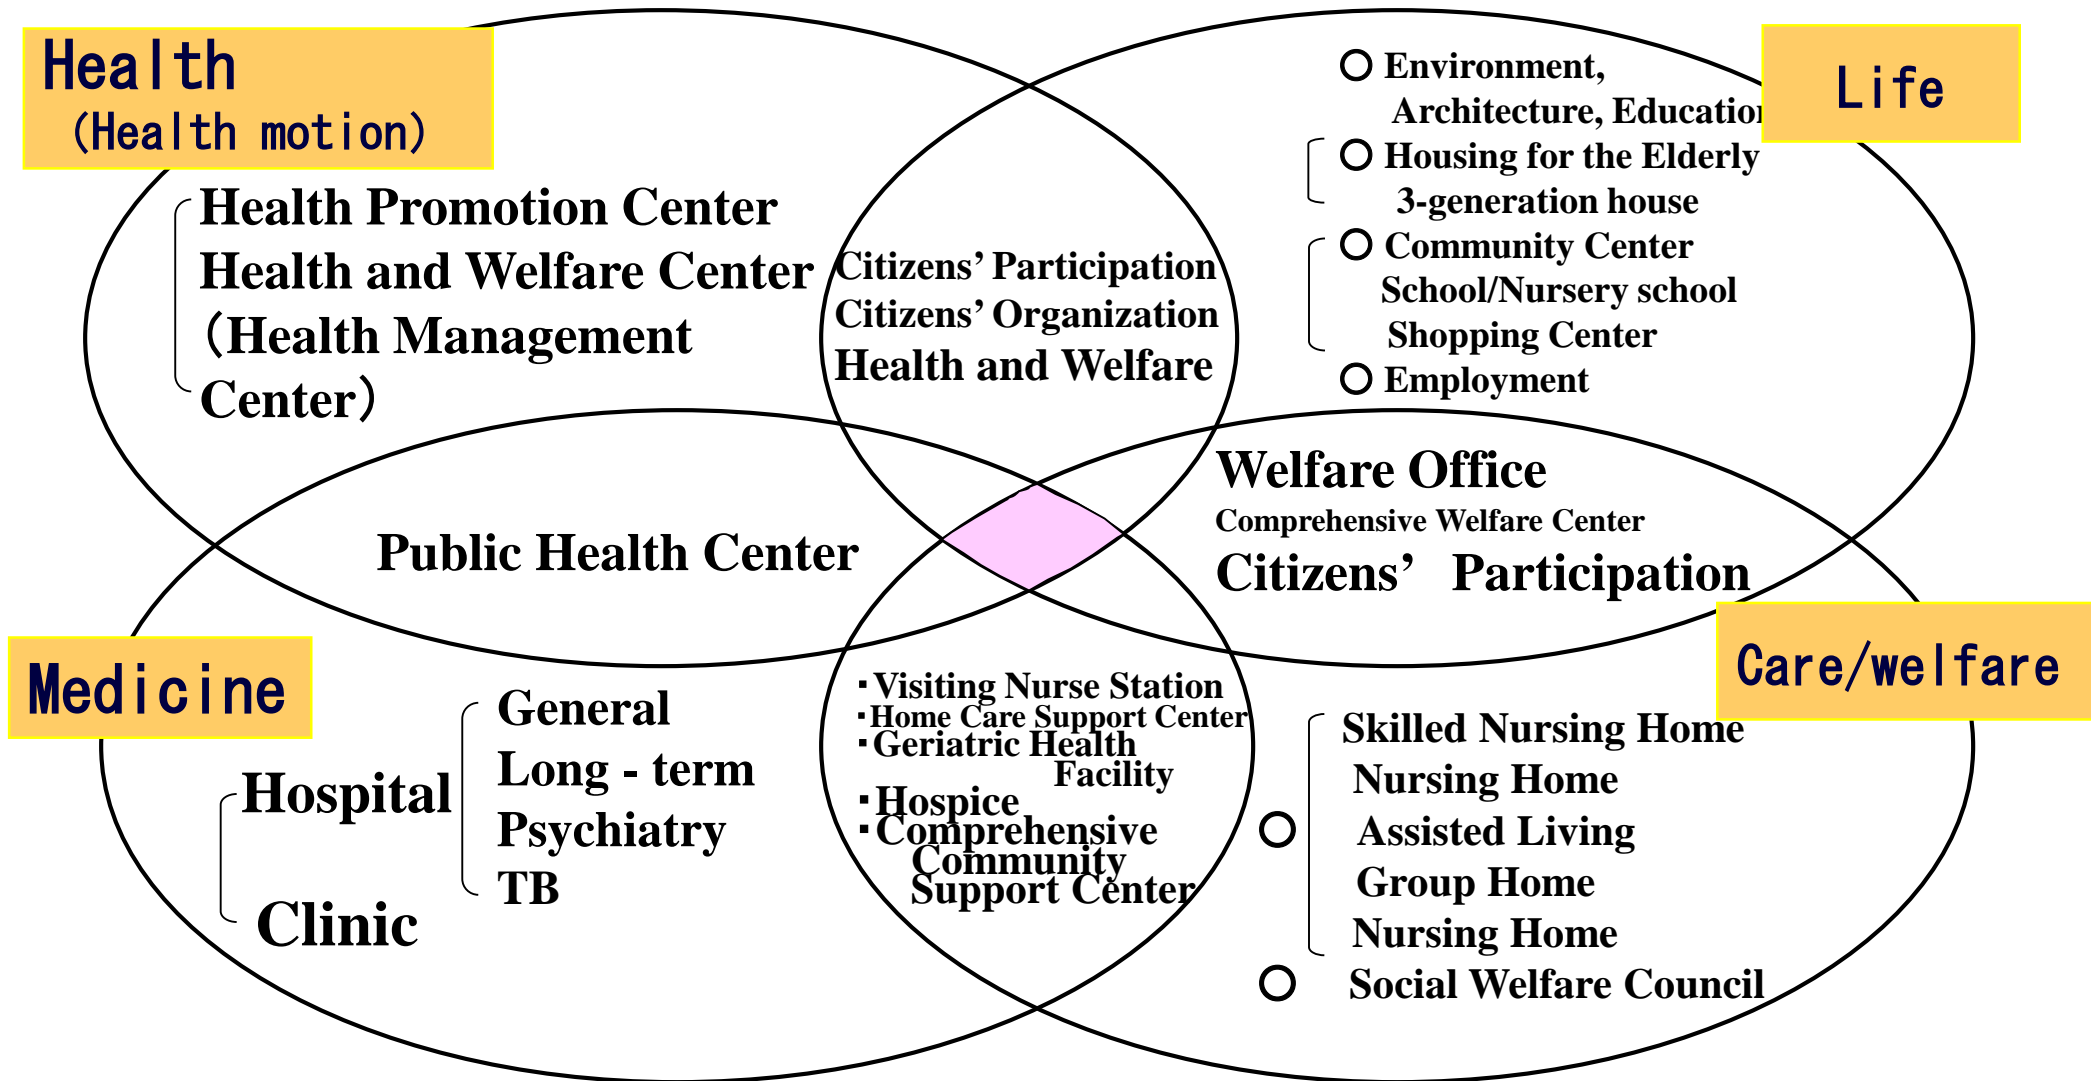 Health
(Health motion)
Health Promotion Center
Health and Welfare Center
(Health Management
Center)
Citizens' Participation
Citizens' Organization
Health and Welfare
Life
○ Environment,
Architecture, Education
○ Housing for the Elderly
3-generation house
○ Community Center
School/Nursery school
Shopping Center
○ Employment
Public Health Center
Welfare Office
Comprehensive Welfare Center
Citizens' Participation
Medicine
Hospital
Clinic
General
Long - term
Psychiatry
TB
・Visiting Nurse Station
・Home Care Support Center
・Geriatric Health
Facility
・Hospice
・Comprehensive
Community
Support Center
Care/welfare
Skilled Nursing Home
Nursing Home
○ Assisted Living
Group Home
Nursing Home
○ Social Welfare Council